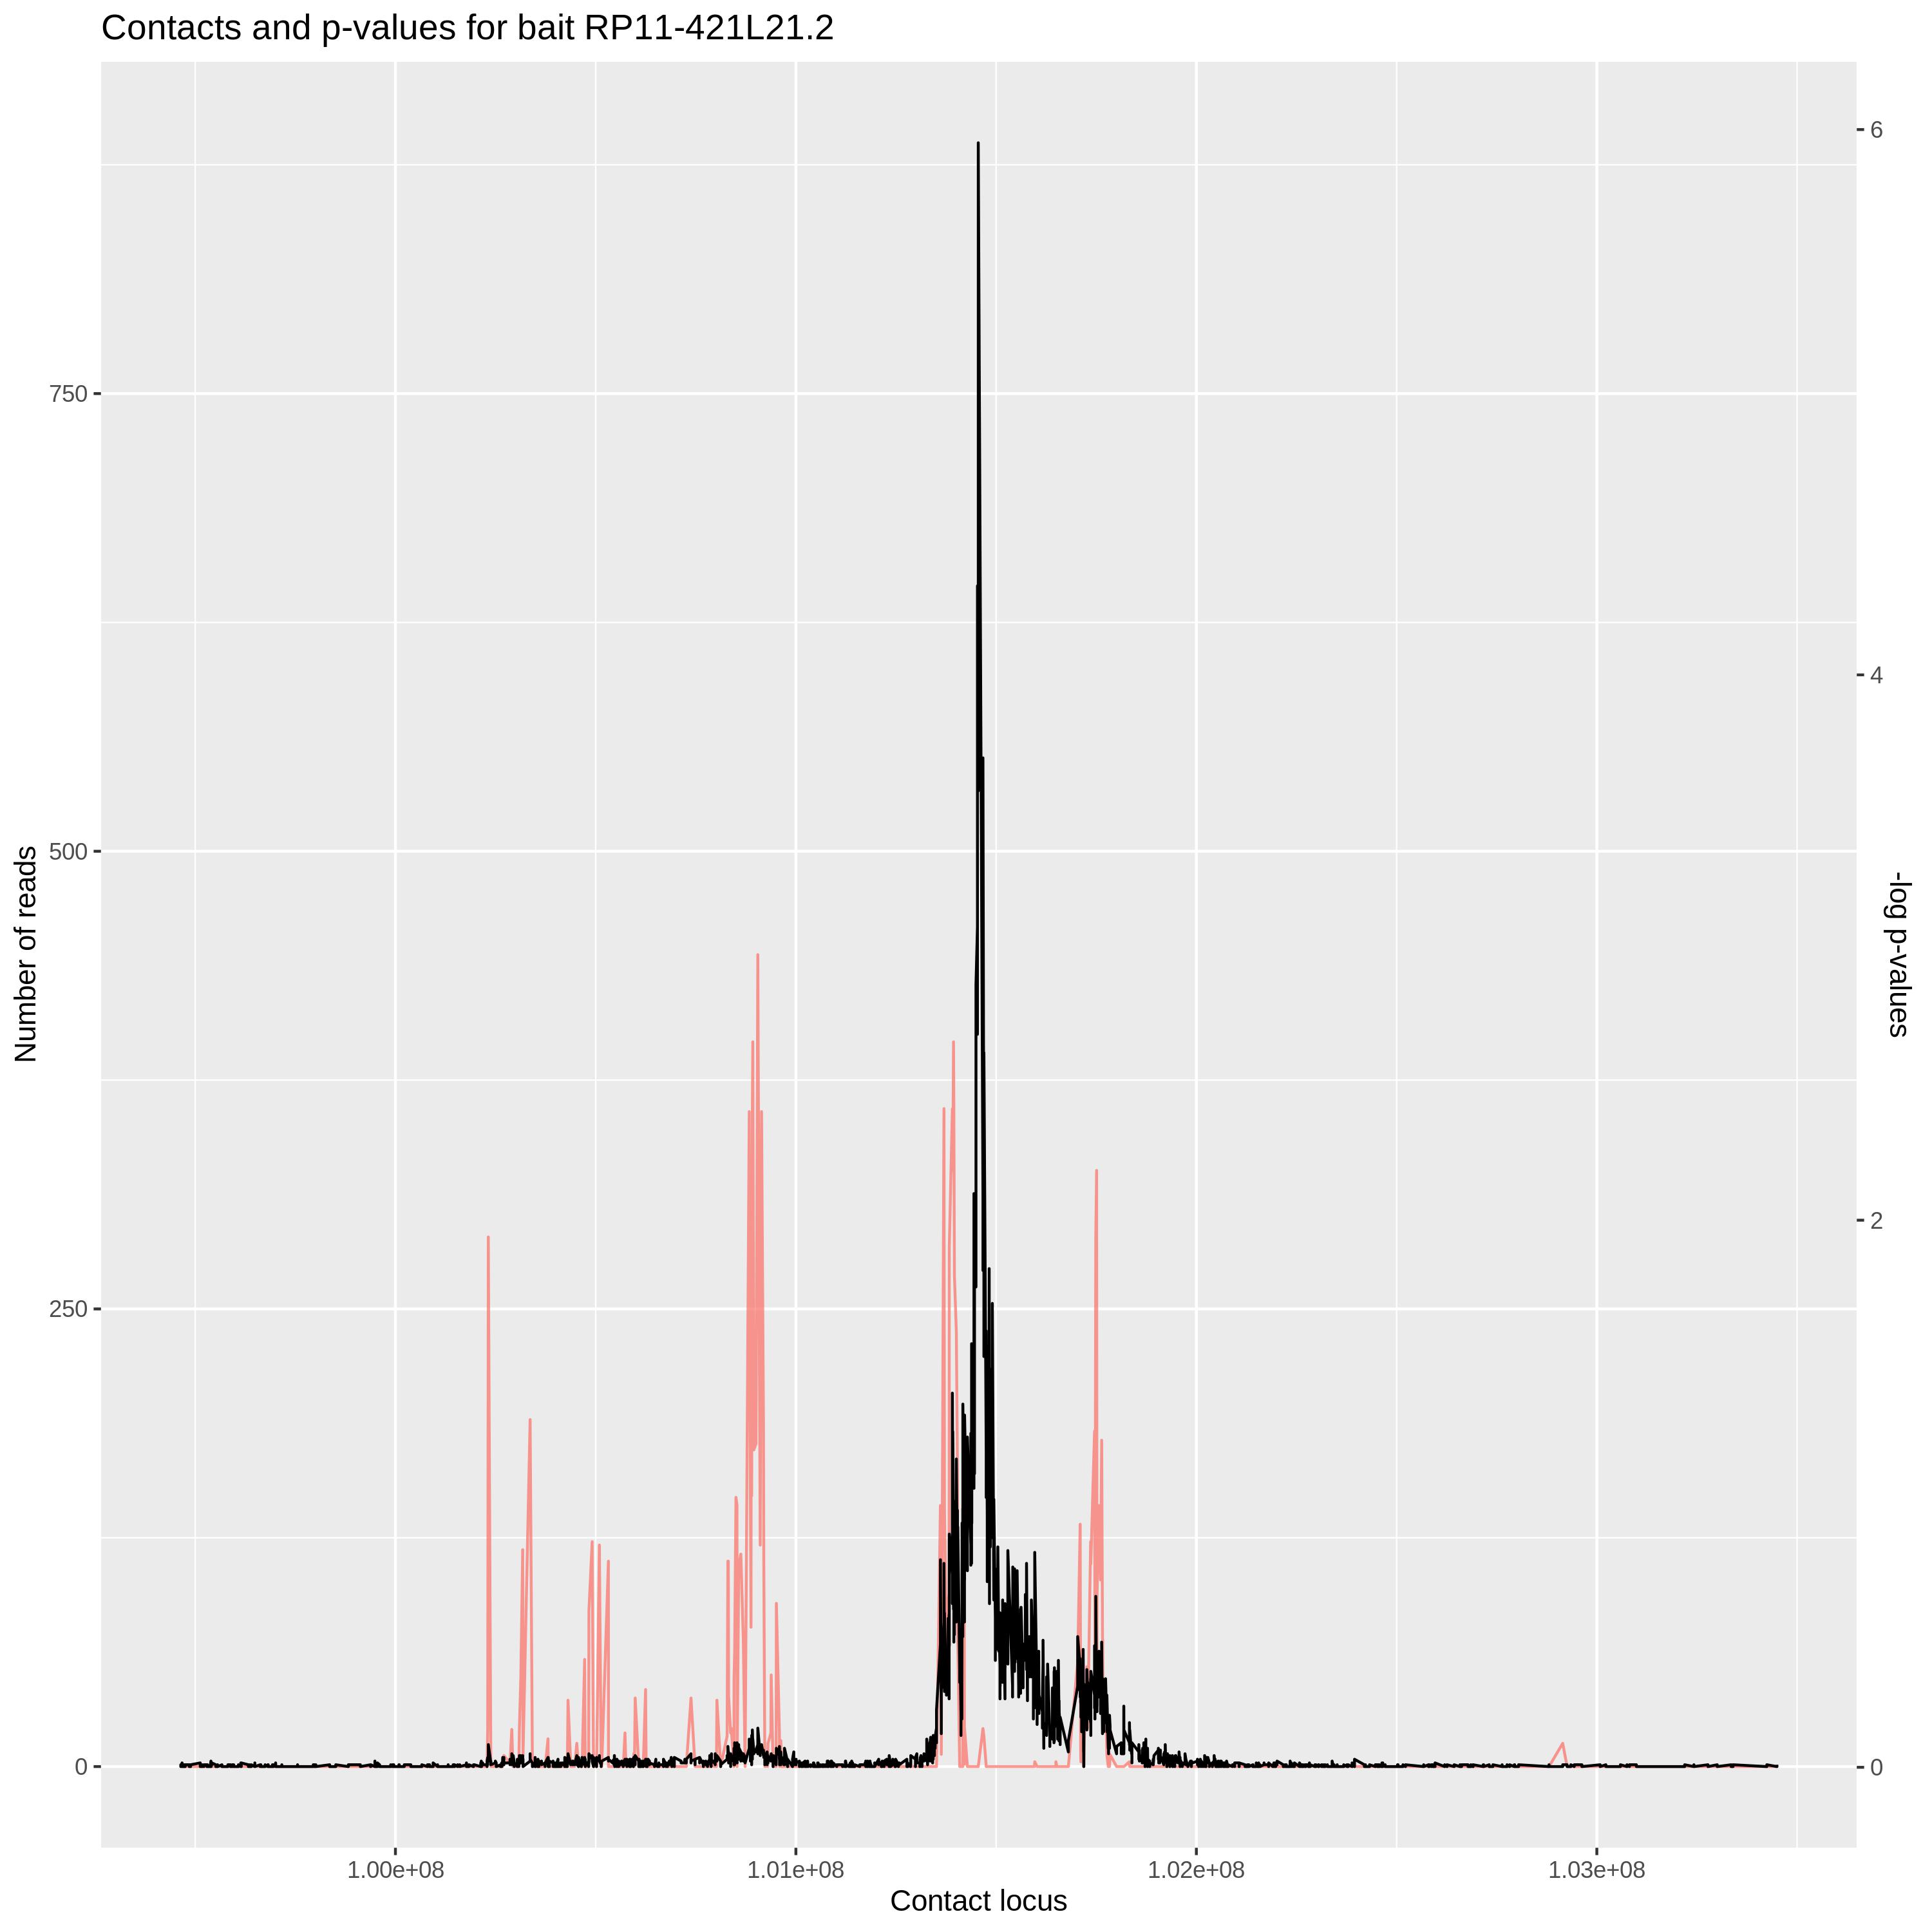 Contacts and p-values for bait RP11-421L21.2
6
750
4
500
Number of reads
-log p-values
2
250
0
0
1.00e+08
1.01e+08
1.02e+08
1.03e+08
Contact locus